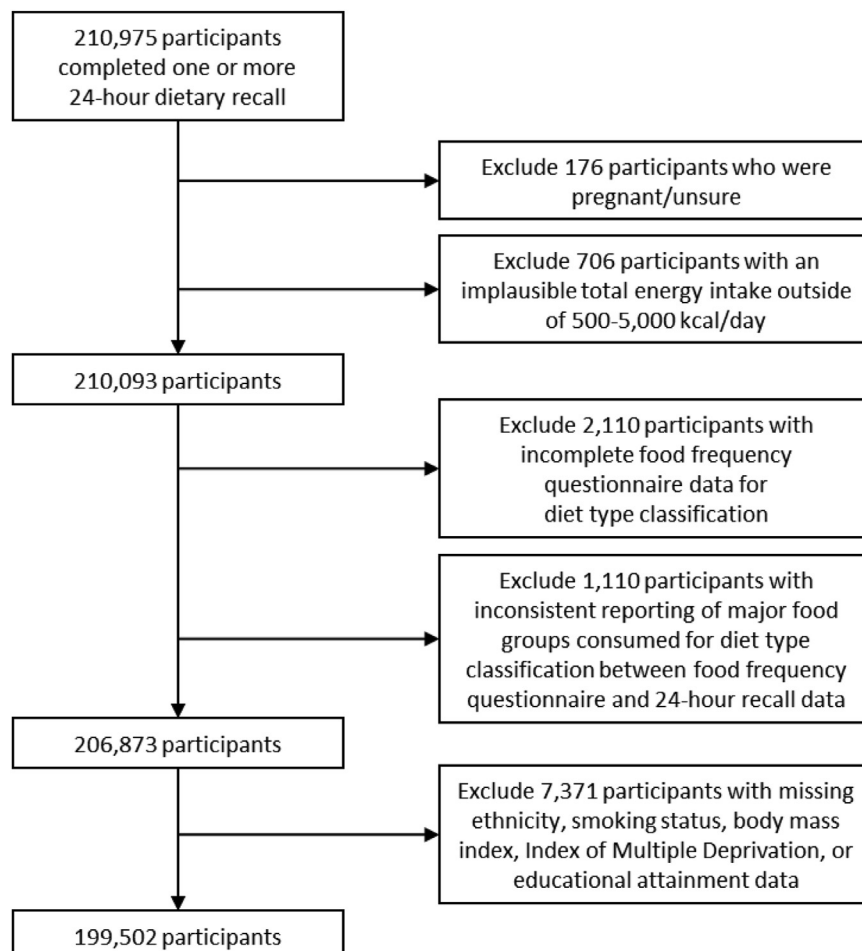 210,975 participants
completed one or more
24-hour dietary recall
Exclude 176 participants who were
pregnant/unsure
Exclude 706 participants with an
implausible total energy intake outside
of 500-5,000 kcal/day
210,093 participants
Exclude 2,110 participants with
incomplete food frequency
questionnaire data for
diet type classification
Exclude 1,110 participants with
inconsistent reporting of major food
groups consumed for diet type
classification between food frequency
questionnaire and 24-hour recall data
206,873 participants
Exclude 7,371 participants with missing
ethnicity, smoking status, body mass
index, Index of Multiple Deprivation, or
educational attainment data
199,502 participants